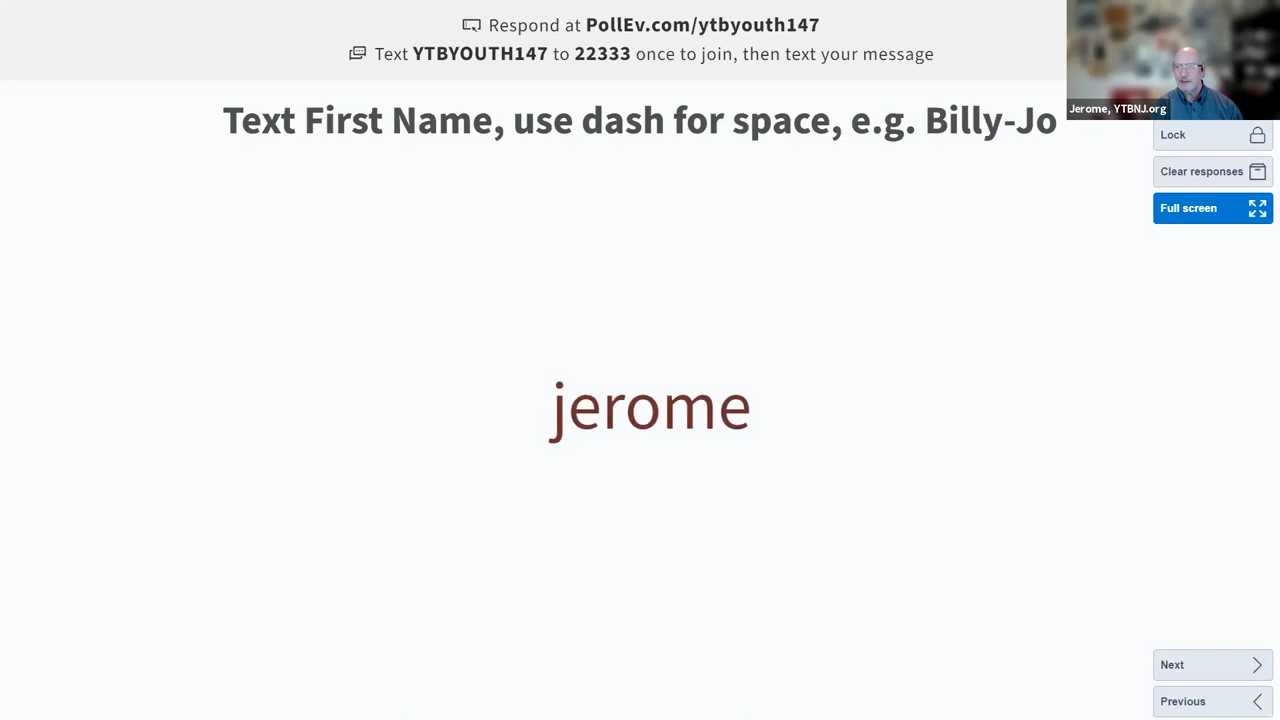 Respond at PollEv.com/ytbyouth147
Text YTBYOUTH147 to 22333 once to join, then text your message
Text First Name, use dash for space, e.g. Billy-Jo
Jerome, YTBNJ.org
Lock
Clear responses
Full screen
jerome
Next
Previous